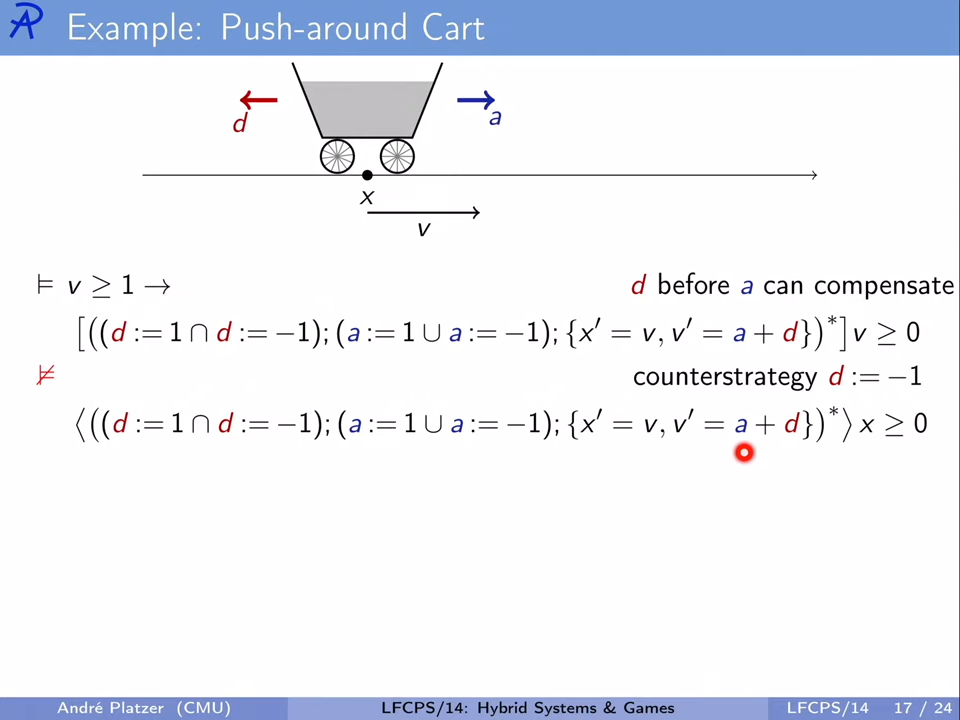 Example: Push-around Cart
d
a
x
v
⊨ v ≥ 1 → d before a can compensate
[((d := 1 ∩ d := −1); (a := 1 ∪ a := −1); {x′ = v, v′ = a + d})*] v ≥ 0
⊭ counterstrategy d := −1
⟨((d := 1 ∩ d := −1); (a := 1 ∪ a := −1); {x′ = v, v′ = a + d})*⟩ x ≥ 0
André Platzer (CMU) LFCPS/14: Hybrid Systems & Games LFCPS/14 17 / 24